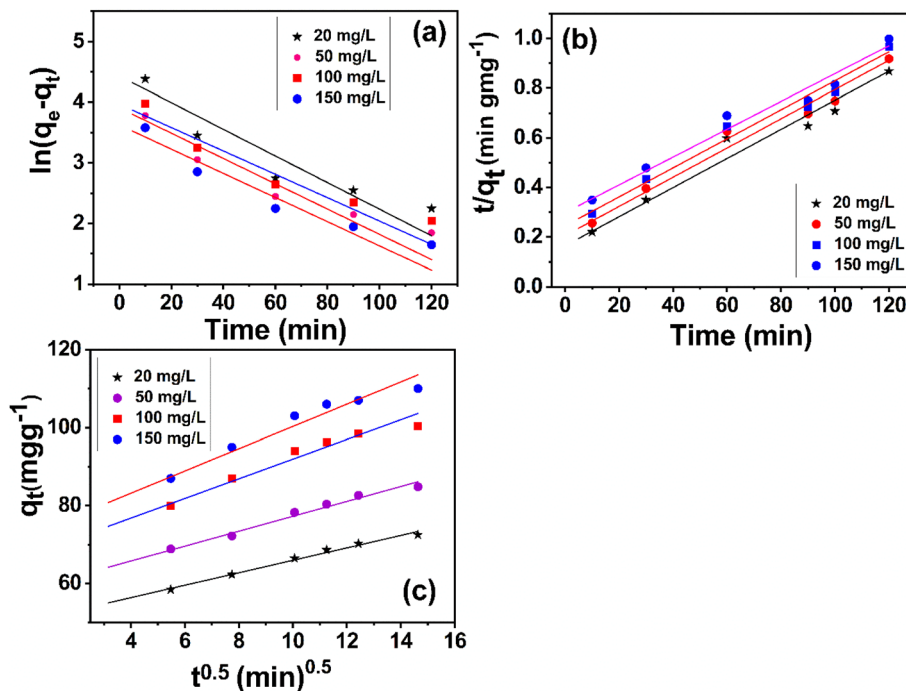 (a)
20 mg/L
50 mg/L
100 mg/L
150 mg/L
ln(qe-qt)
5
4
3
2
1
0 20 40 60 80 100 120
Time (min)
(b)
t/qt(min gmg-1)
1.0
0.8
0.6
0.4
0.2
0.0
20 mg/L
50 mg/L
100 mg/L
150 mg/L
0 20 40 60 80 100 120
Time (min)
20 mg/L
50 mg/L
100 mg/L
150 mg/L
qt(mgg-1)
120
100
80
60
(c)
4 6 8 10 12 14 16
t0.5 (min)0.5